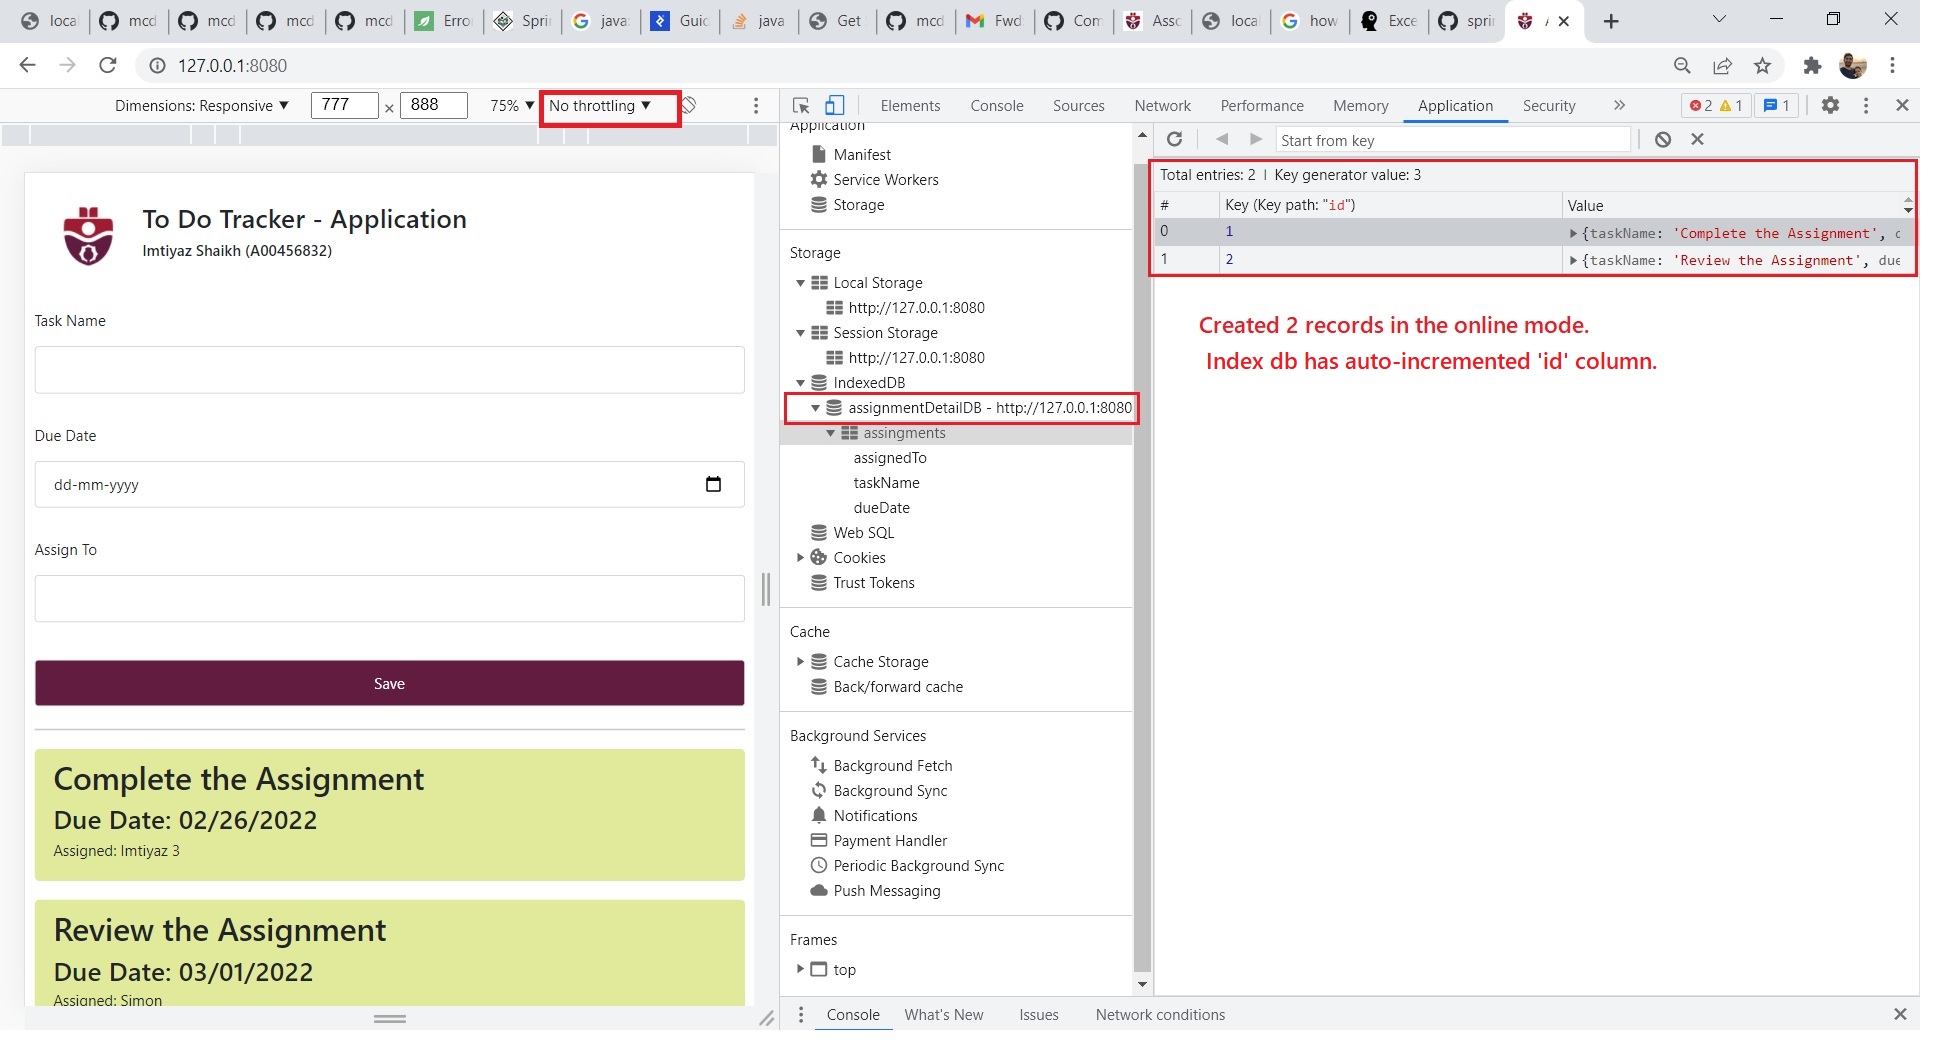 loca
mcd
mcd
mcd
mcd
Erro
Spri
java
Guid
java
Get
mcd
Fwd
Com
Asso
loca
how
Exce
sprin
127.0.0.1:8080
Dimensions: Responsive ▼ 777 × 888 75% ▼ No throttling ▼
To Do Tracker - Application
Imtiyaz Shaikh (A00456832)
Task Name
Due Date
dd-mm-yyyy
Assign To
Save
Complete the Assignment
Due Date: 02/26/2022
Assigned: Imtiyaz 3
Review the Assignment
Due Date: 03/01/2022
Assigned: Simon
Elements Console Sources Network Performance Memory Application Security » 2 1 1
Application
Manifest
Service Workers
Storage
Storage
Local Storage
http://127.0.0.1:8080
Session Storage
http://127.0.0.1:8080
IndexedDB
assignmentDetailDB - http://127.0.0.1:8080
assingments
assignedTo
taskName
dueDate
Web SQL
Cookies
Trust Tokens
Cache
Cache Storage
Back/forward cache
Background Services
Background Fetch
Background Sync
Notifications
Payment Handler
Periodic Background Sync
Push Messaging
Frames
top
Start from key
Total entries: 2 | Key generator value: 3
# Key (Key path: "id") Value
0 1 {taskName: 'Complete the Assignment', d
1 2 {taskName: 'Review the Assignment', due
Created 2 records in the online mode.
Index db has auto-incremented 'id' column.
Console What's New Issues Network conditions